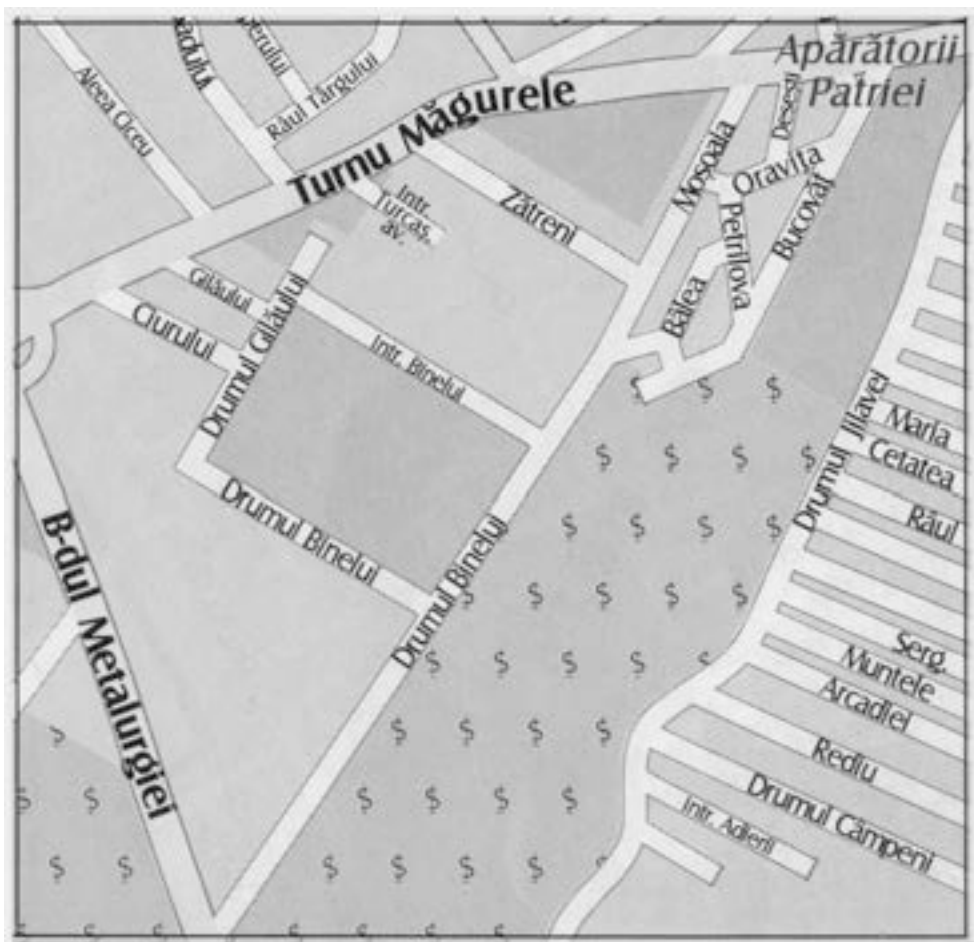 Apărătorii
Patriei
Aleea Ciceu
Râul Târgului
Turnu Măgurele
Desești
Oravița
Moșoaia
Bucovăț
Petrilova
Bâlea
Zătreni
Intr.
Turcaș.
av.
Gilăului
Ciurului
Drumul Gilăului
Intr. Binelui
Drumul Binelui
Drumul Binelui
B-dul Metalurgiei
Drumul Jilavei
Maria
Cetatea
Râul
Serg.
Muntele
Arcadiei
Rediu
Drumul Câmpeni
Intr. Adierii